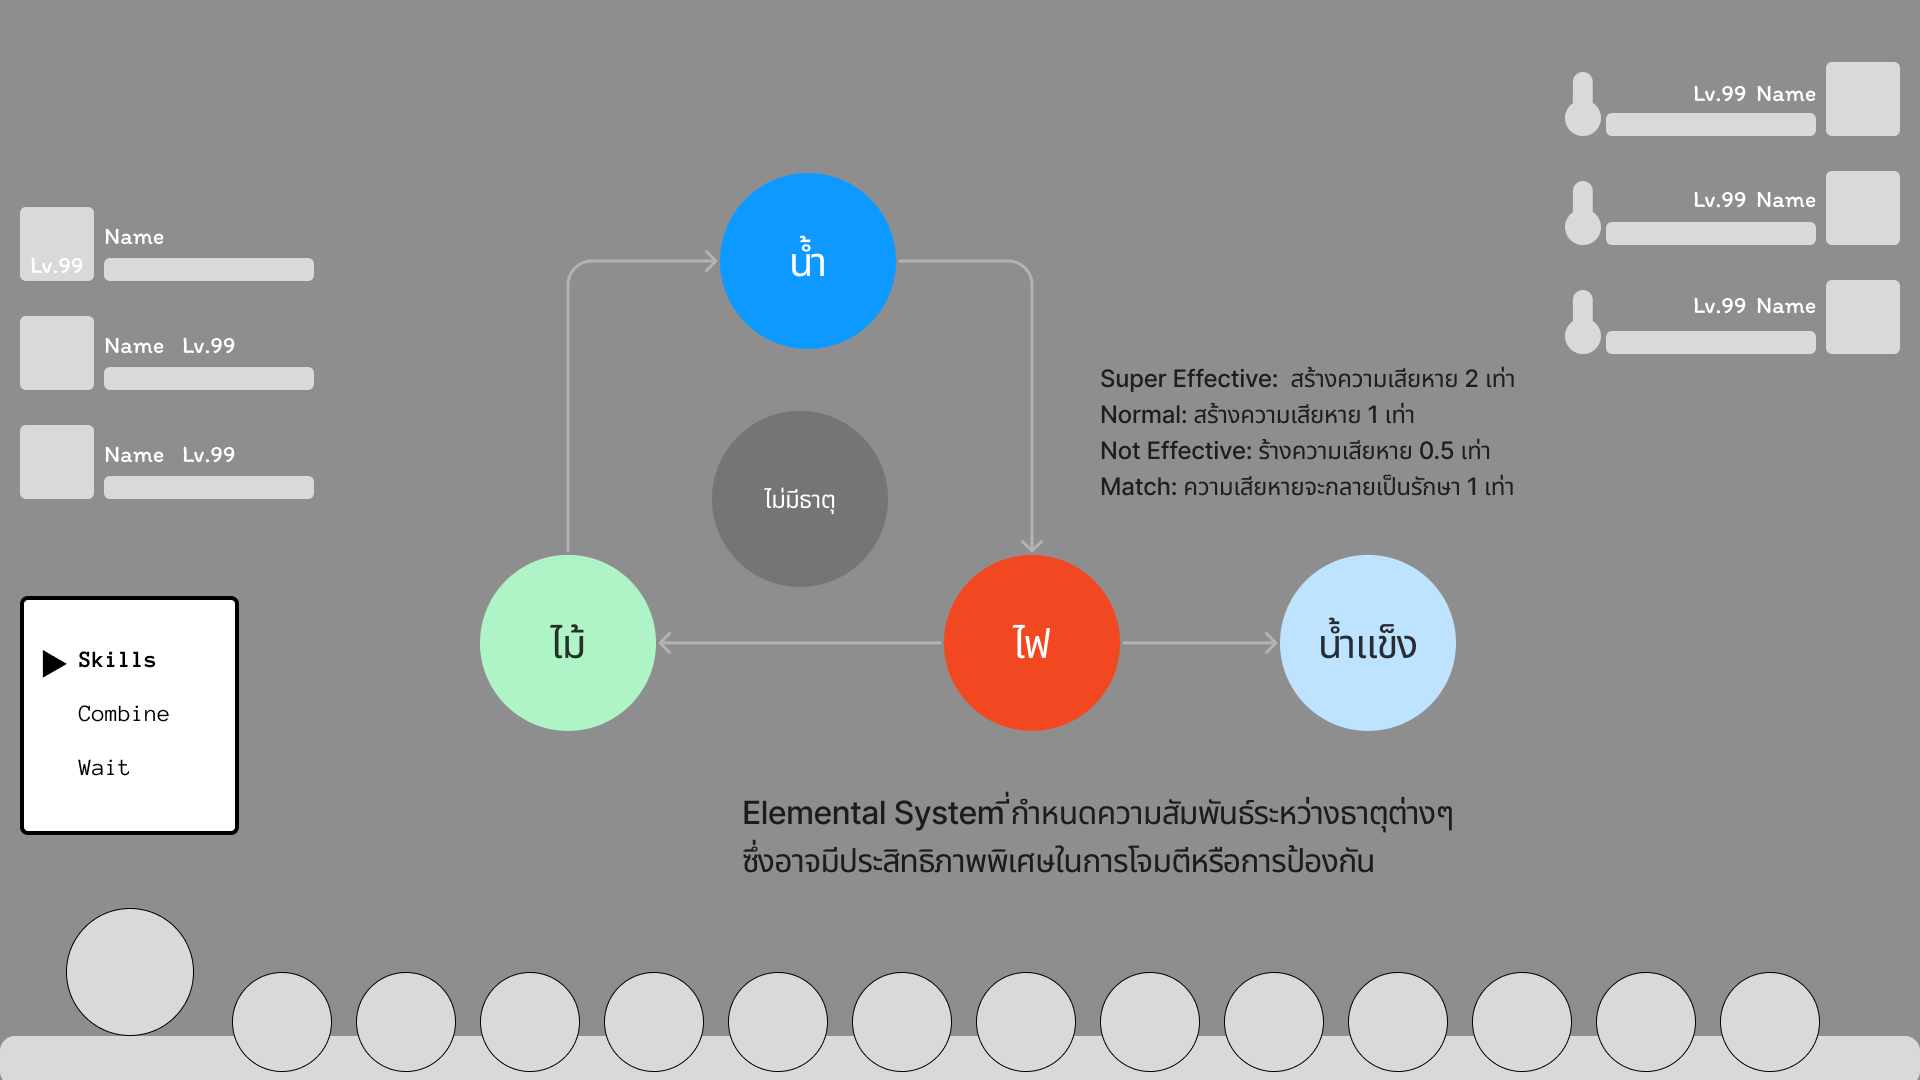 Lv.99 Name
Lv.99 Name
Lv.99 Name
Name
Lv.99
Name Lv.99
Name Lv.99
น้ำ
ไม่มีธาตุ
ไม้
ไฟ
น้ำแข็ง
Super Effective: สร้างความเสียหาย 2 เท่า
Normal: สร้างความเสียหาย 1 เท่า
Not Effective: ร้างความเสียหาย 0.5 เท่า
Match: ความเสียหายจะกลายเป็นรักษา 1 เท่า
Skills
Combine
Wait
Elemental System ี่กำหนดความสัมพันธ์ระหว่างธาตุต่างๆ
ซึ่งอาจมีประสิทธิภาพพิเศษในการโจมตีหรือการป้องกัน